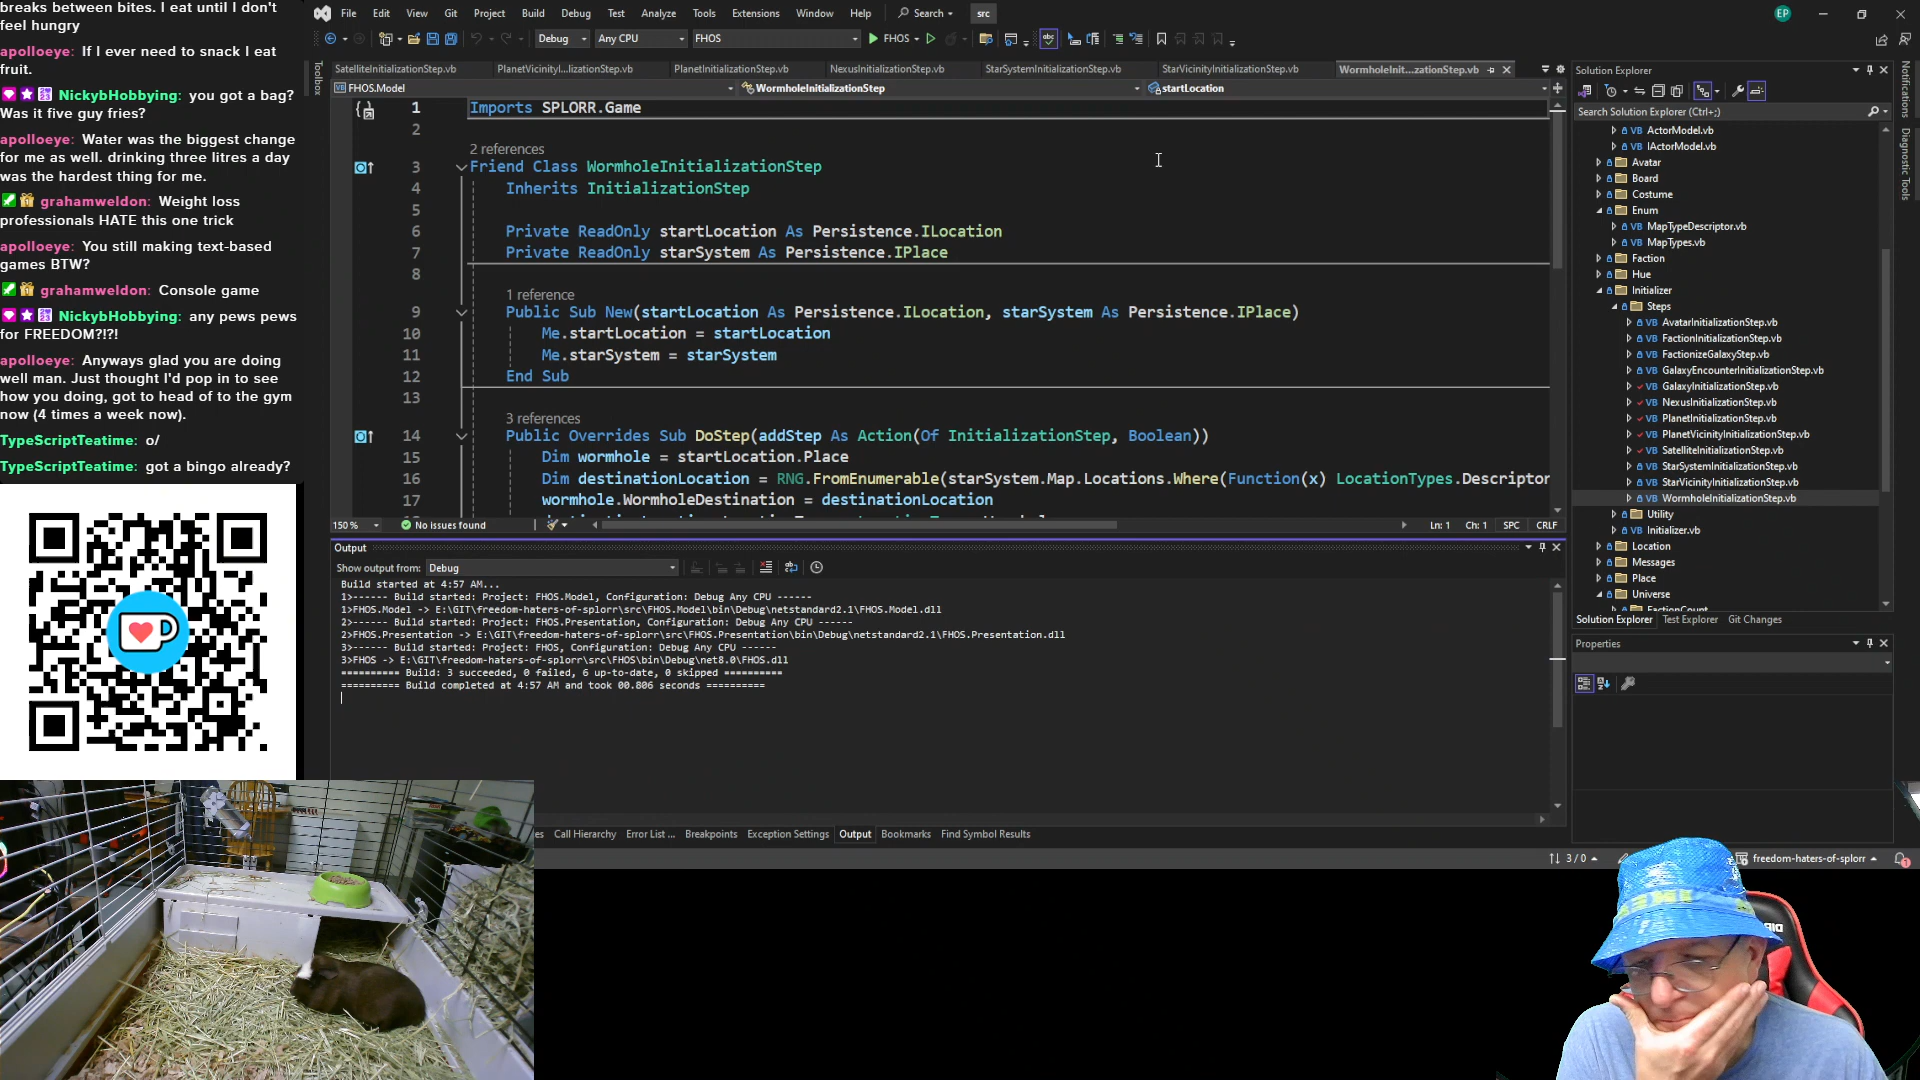 breaks between bites. I eat until I don't
feel hungry
apolloeye: If I ever need to snack I eat
fruit.
NickybHobbying: you got a bag?
Was it five guy fries?
apolloeye: Water was the biggest change
for me as well. drinking three litres a day
was the hardest thing for me.
grahamweldon: Weight loss
professionals HATE this one trick
apolloeye: You still making text-based
games BTW?
grahamweldon: Console game
NickybHobbying: any pews pews
for FREEDOM?!?!
apolloeye: Anyways glad you are doing
well man. Just thought I'd pop in to see
how you doing, got to head of to the gym
now (4 times a week now).
TypeScriptTeatime: o/
TypeScriptTeatime: got a bingo already?
File Edit View Git Project Build Debug Test Analyze Tools Extensions Window Help Search src EP
Debug Any CPU FHOS FHOS
Toolbox
SatelliteInitializationStep.vb PlanetVicinityI...lizationStep.vb PlanetInitializationStep.vb NexusInitializationStep.vb StarSystemInitializationStep.vb StarVicinityInitializationStep.vb WormholeInit...zationStep.vb
FHOS.Model WormholeInitializationStep startLocation
1 Imports SPLORR.Game
2
2 references
3 Friend Class WormholeInitializationStep
4 Inherits InitializationStep
5
6 Private ReadOnly startLocation As Persistence.ILocation
7 Private ReadOnly starSystem As Persistence.IPlace
8
1 reference
9 Public Sub New(startLocation As Persistence.ILocation, starSystem As Persistence.IPlace)
10 Me.startLocation = startLocation
11 Me.starSystem = starSystem
12 End Sub
13
3 references
14 Public Overrides Sub DoStep(addStep As Action(Of InitializationStep, Boolean))
15 Dim wormhole = startLocation.Place
16 Dim destinationLocation = RNG.FromEnumerable(starSystem.Map.Locations.Where(Function(x) LocationTypes.Descriptor
17 wormhole.WormholeDestination = destinationLocation
150 % No issues found Ln: 1 Ch: 1 SPC CRLF
Output
Show output from: Debug
Build started at 4:57 AM...
1>------ Build started: Project: FHOS.Model, Configuration: Debug Any CPU ------
1>FHOS.Model -> E:\GIT\freedom-haters-of-splorr\src\FHOS.Model\bin\Debug\netstandard2.1\FHOS.Model.dll
2>------ Build started: Project: FHOS.Presentation, Configuration: Debug Any CPU ------
2>FHOS.Presentation -> E:\GIT\freedom-haters-of-splorr\src\FHOS.Presentation\bin\Debug\netstandard2.1\FHOS.Presentation.dll
3>------ Build started: Project: FHOS, Configuration: Debug Any CPU ------
3>FHOS -> E:\GIT\freedom-haters-of-splorr\src\FHOS\bin\Debug\net8.0\FHOS.dll
========== Build: 3 succeeded, 0 failed, 6 up-to-date, 0 skipped ==========
========== Build completed at 4:57 AM and took 00.806 seconds ==========
Call Hierarchy Error List ... Breakpoints Exception Settings Output Bookmarks Find Symbol Results
3 / 0 freedom-haters-of-splorr
Solution Explorer
Search Solution Explorer (Ctrl+;)
VB ActorModel.vb
VB IActorModel.vb
Avatar
Board
Costume
Enum
VB MapTypeDescriptor.vb
VB MapTypes.vb
Faction
Hue
Initializer
Steps
VB AvatarInitializationStep.vb
VB FactionInitializationStep.vb
VB FactionizeGalaxyStep.vb
VB GalaxyEncounterInitializationStep.vb
VB GalaxyInitializationStep.vb
VB NexusInitializationStep.vb
VB PlanetInitializationStep.vb
VB PlanetVicinityInitializationStep.vb
VB SatelliteInitializationStep.vb
VB StarSystemInitializationStep.vb
VB StarVicinityInitializationStep.vb
VB WormholeInitializationStep.vb
Utility
VB Initializer.vb
Location
Messages
Place
Universe
Solution Explorer Test Explorer Git Changes
Properties
Notifications
Diagnostic Tools